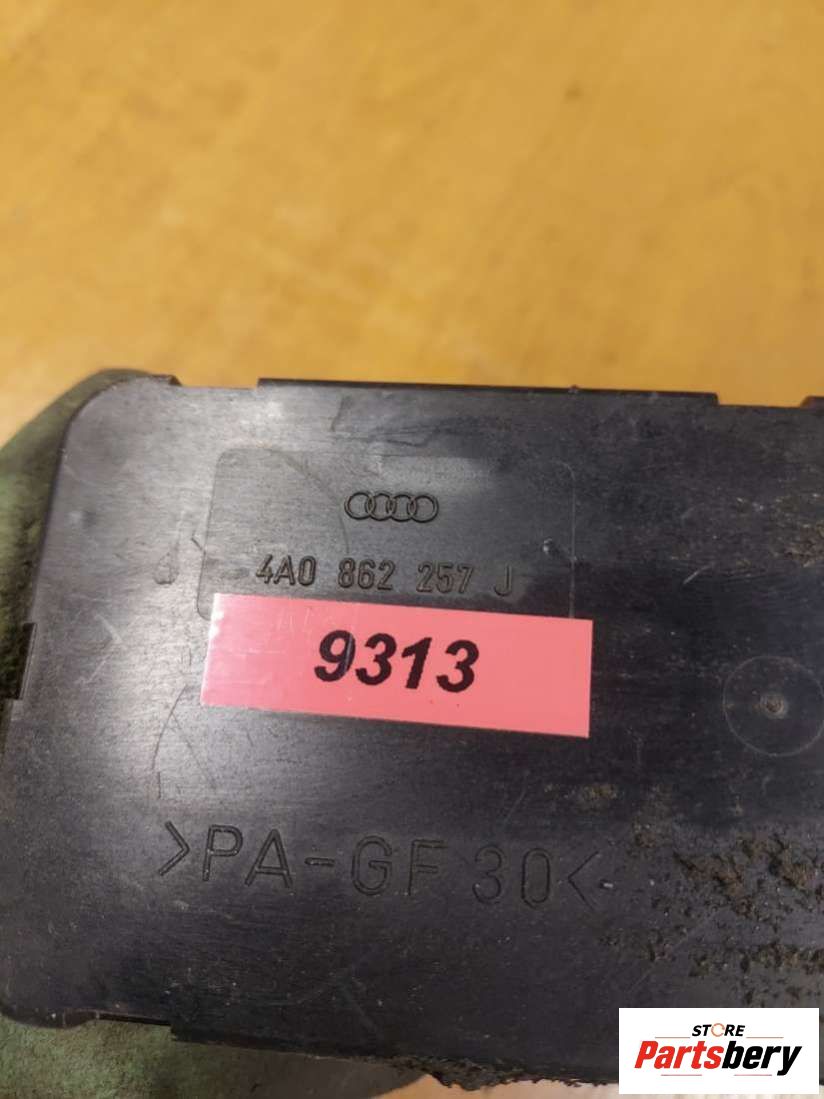 4A0 862 257 J
9313
>PA-GF 30<
STORE
Partsbery